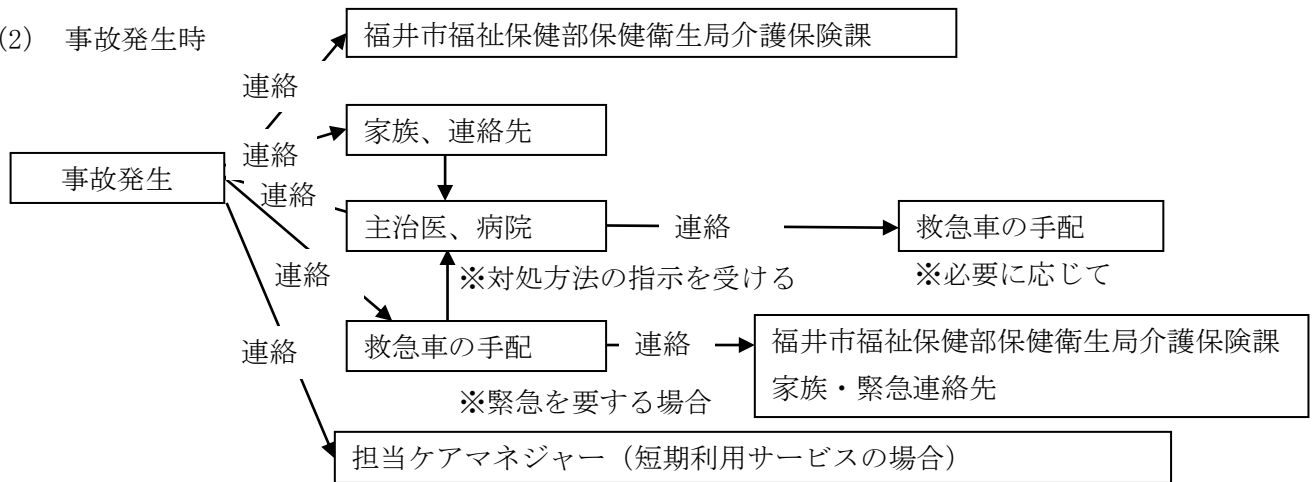 (2)　事故発生時
福井市福祉保健部保健衛生局介護保険課
連絡
家族、連絡先
連絡
事故発生
連絡
主治医、病院
連絡
救急車の手配
連絡
※対処方法の指示を受ける
※必要に応じて
連絡
救急車の手配
連絡
福井市福祉保健部保健衛生局介護保険課
家族・緊急連絡先
※緊急を要する場合
担当ケアマネジャー（短期利用サービスの場合）